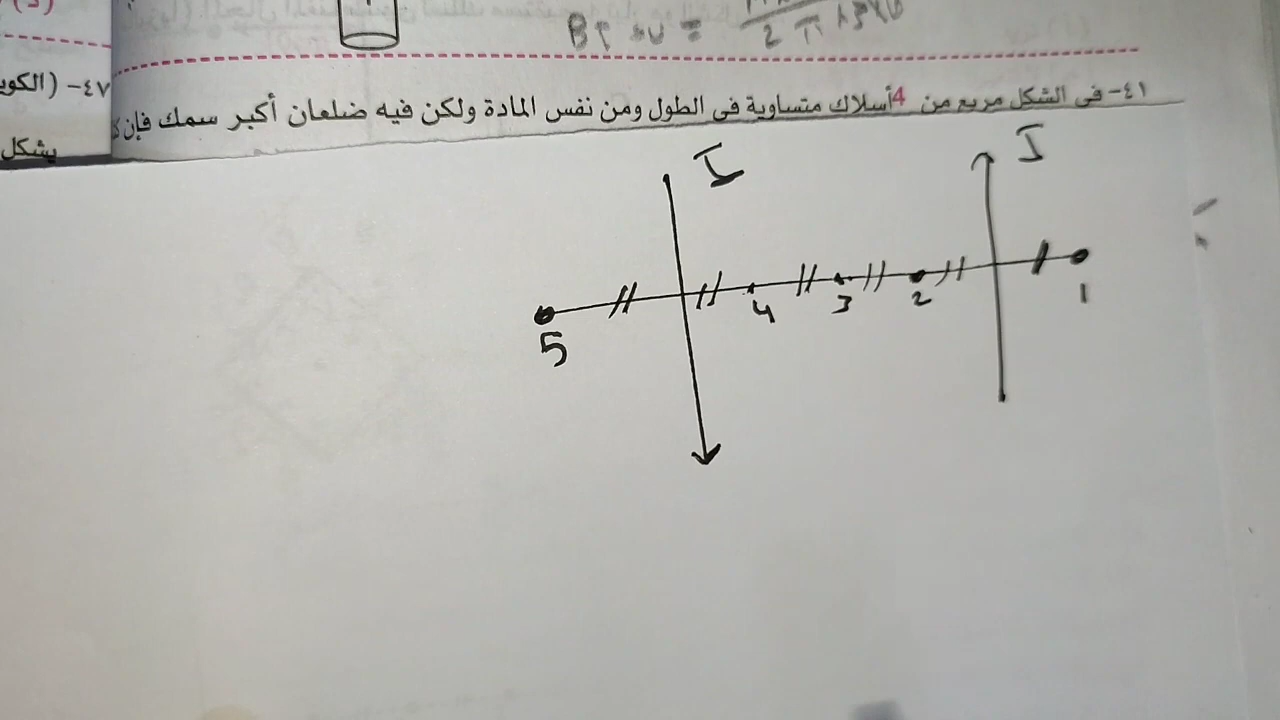 ٤٧- (الكوي
يشكل
٤١- فى الشكل مربع من 4 أسلاك متساوية فى الطول ومن نفس المادة ولكن فيه ضلعان أكبر سمك فإن
I I
5 4 3 2 1